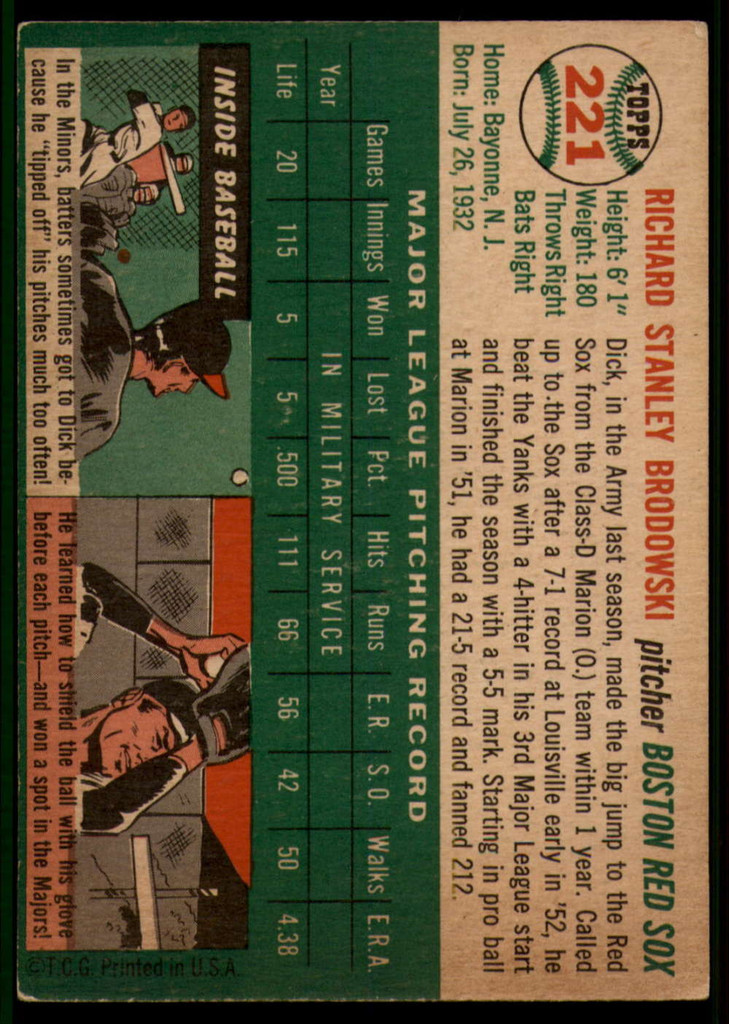 TOPPS
221
RICHARD STANLEY BRODOWSKI pitcher BOSTON RED SOX
Height: 6' 1"
Weight: 180
Throws Right
Bats Right
Home: Bayonne, N. J.
Born: July 26, 1932
Dick, in the Army last season, made the big jump to the Red
Sox from the Class-D Marion (O.) team within 1 year. Called
up to the Sox after a 7-1 record at Louisville early in '52, he
beat the Yanks with a 4-hitter in his 3rd Major League start
and finished the season with a 5-5 mark. Starting in pro ball
at Marion in '51, he had a 21-5 record and fanned 212.
MAJOR LEAGUE PITCHING RECORD
Games Innings Won Lost Pct. Hits Runs E.R. S.O. Walks E.R.A.
Year IN MILITARY SERVICE
Life 20 115 5 5 .500 111 66 56 42 50 4.38
INSIDE BASEBALL
In the Minors, batters sometimes got to Dick be-
cause he "tipped off" his pitches much too often!
He learned how to shield the ball with his glove
before each pitch—and won a spot in the Majors!
©T.C.G. Printed in U.S.A.